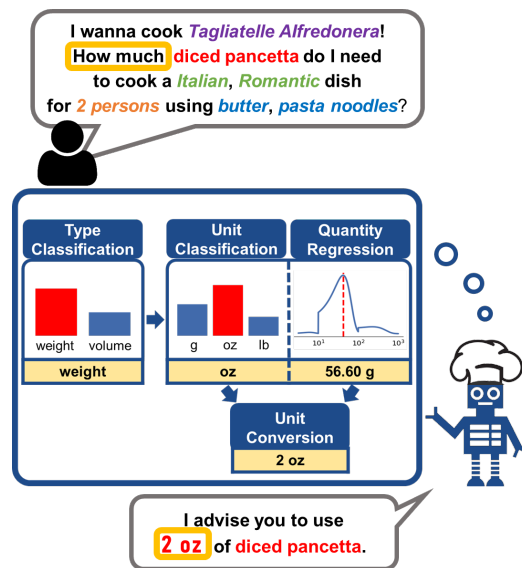 I wanna cook Tagliatelle Alfredonera!
How much diced pancetta do I need
to cook a Italian, Romantic dish
for 2 persons using butter, pasta noodles?
Type
Classification
weight volume
weight
Unit
Classification
g oz lb
oz
Quantity
Regression
10¹ 10² 10³
56.60 g
Unit
Conversion
2 oz
I advise you to use
2 oz of diced pancetta.